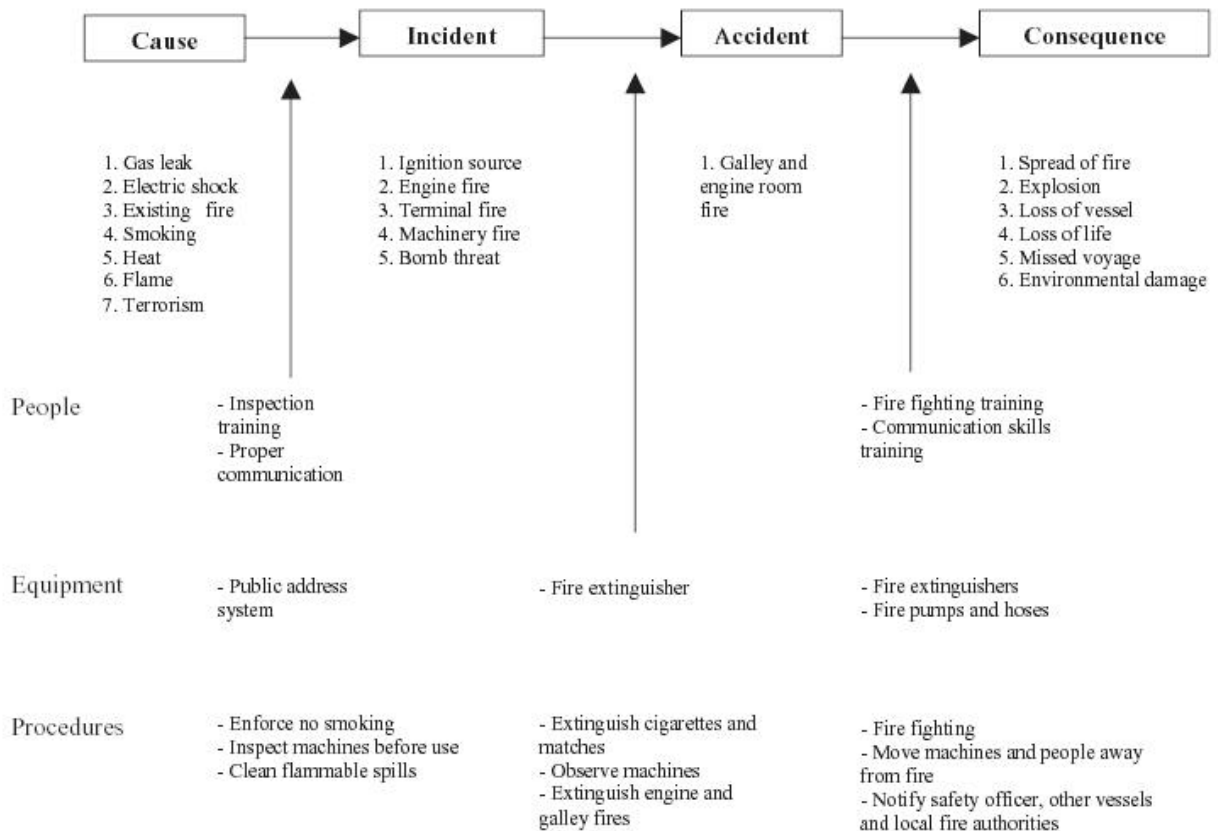 Cause
Incident
Accident
Consequence
1. Gas leak
2. Electric shock
3. Existing fire
4. Smoking
5. Heat
6. Flame
7. Terrorism
1. Ignition source
2. Engine fire
3. Terminal fire
4. Machinery fire
5. Bomb threat
1. Galley and
engine room
fire
1. Spread of fire
2. Explosion
3. Loss of vessel
4. Loss of life
5. Missed voyage
6. Environmental damage
People
- Inspection
training
- Proper
communication
- Fire fighting training
- Communication skills
training
Equipment
- Public address
system
- Fire extinguisher
- Fire extinguishers
- Fire pumps and hoses
Procedures
- Enforce no smoking
- Inspect machines before use
- Clean flammable spills
- Extinguish cigarettes and
matches
- Observe machines
- Extinguish engine and
galley fires
- Fire fighting
- Move machines and people away
from fire
- Notify safety officer, other vessels
and local fire authorities